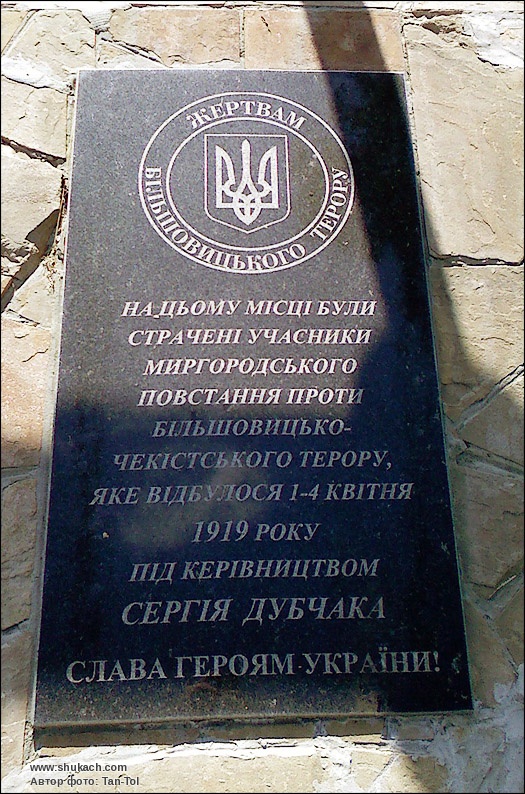 ЖЕРТВАМ
БІЛЬШОВИЦЬКОГО ТЕРОРУ
НА ЦЬОМУ МІСЦІ БУЛИ
СТРАЧЕНІ УЧАСНИКИ
МИРГОРОДСЬКОГО
ПОВСТАННЯ ПРОТИ
БІЛЬШОВИЦЬКО-
ЧЕКІСТСЬКОГО ТЕРОРУ,
ЯКЕ ВІДБУЛОСЯ 1-4 КВІТНЯ
1919 РОКУ
ПІД КЕРІВНИЦТВОМ
СЕРГІЯ ДУБЧАКА
СЛАВА ГЕРОЯМ УКРАЇНИ!
www.shukach.com
Автор фото: Tan-Tol